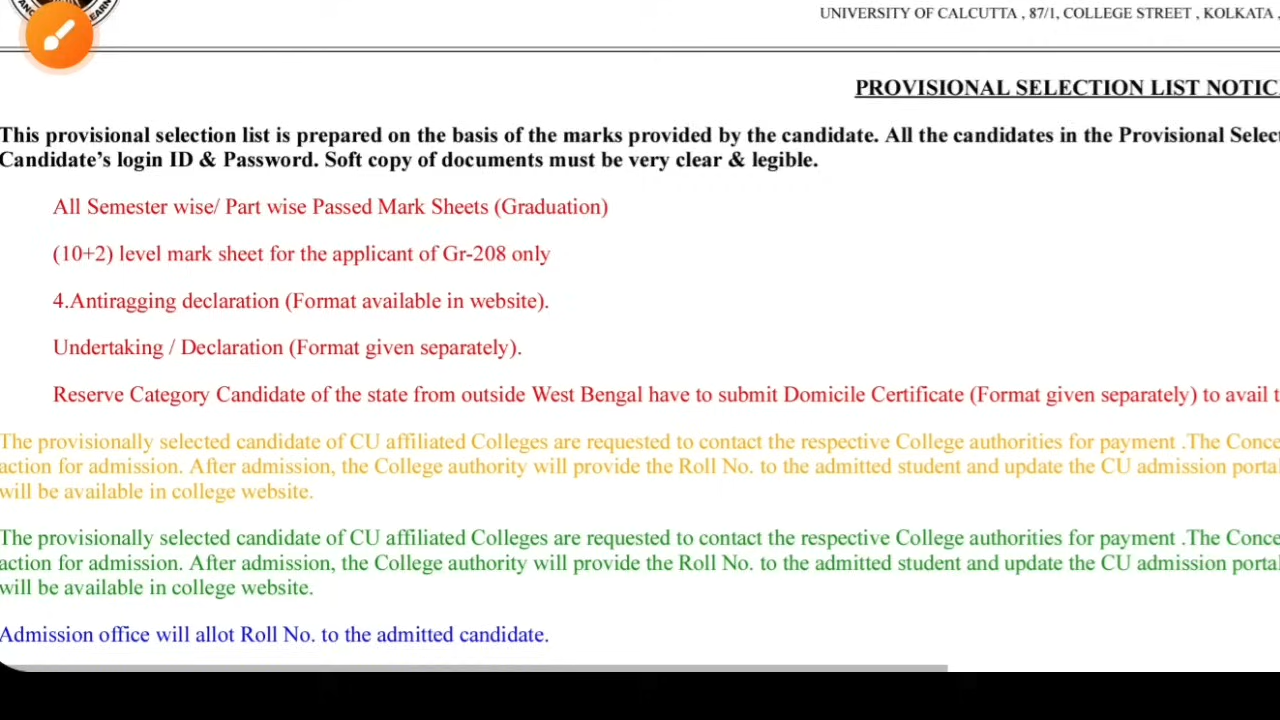 UNIVERSITY OF CALCUTTA , 87/1, COLLEGE STREET , KOLKATA ,
PROVISIONAL SELECTION LIST NOTIC
This provisional selection list is prepared on the basis of the marks provided by the candidate. All the candidates in the Provisional Select
Candidate's login ID & Password. Soft copy of documents must be very clear & legible.
All Semester wise/ Part wise Passed Mark Sheets (Graduation)
(10+2) level mark sheet for the applicant of Gr-208 only
4.Antiragging declaration (Format available in website).
Undertaking / Declaration (Format given separately).
Reserve Category Candidate of the state from outside West Bengal have to submit Domicile Certificate (Format given separately) to avail t
The provisionally selected candidate of CU affiliated Colleges are requested to contact the respective College authorities for payment .The Conce
action for admission. After admission, the College authority will provide the Roll No. to the admitted student and update the CU admission portal
will be available in college website.
The provisionally selected candidate of CU affiliated Colleges are requested to contact the respective College authorities for payment .The Conce
action for admission. After admission, the College authority will provide the Roll No. to the admitted student and update the CU admission portal
will be available in college website.
Admission office will allot Roll No. to the admitted candidate.